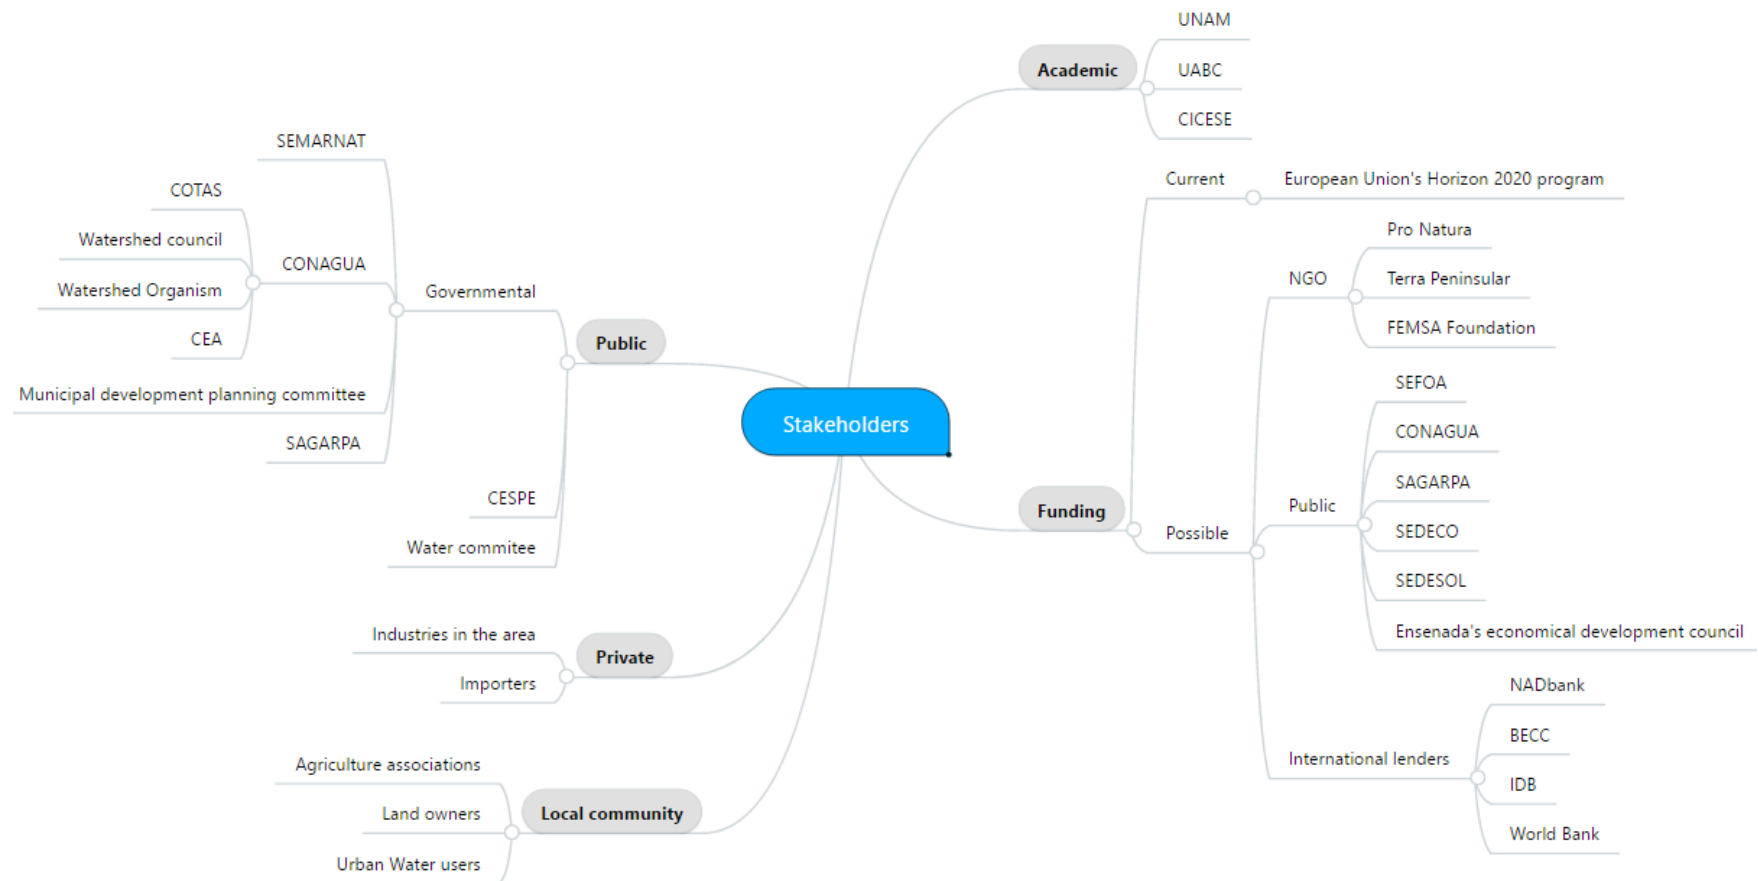 Stakeholders
Academic
UNAM
UABC
CICESE
Funding
Current
European Union's Horizon 2020 program
Possible
NGO
Pro Natura
Terra Peninsular
FEMSA Foundation
Public
SEFOA
CONAGUA
SAGARPA
SEDECO
SEDESOL
Ensenada's economical development council
International lenders
NADbank
BECC
IDB
World Bank
Public
Governmental
SEMARNAT
CONAGUA
COTAS
Watershed council
Watershed Organism
CEA
Municipal development planning committee
SAGARPA
CESPE
Water commitee
Private
Industries in the area
Importers
Local community
Agriculture associations
Land owners
Urban Water users